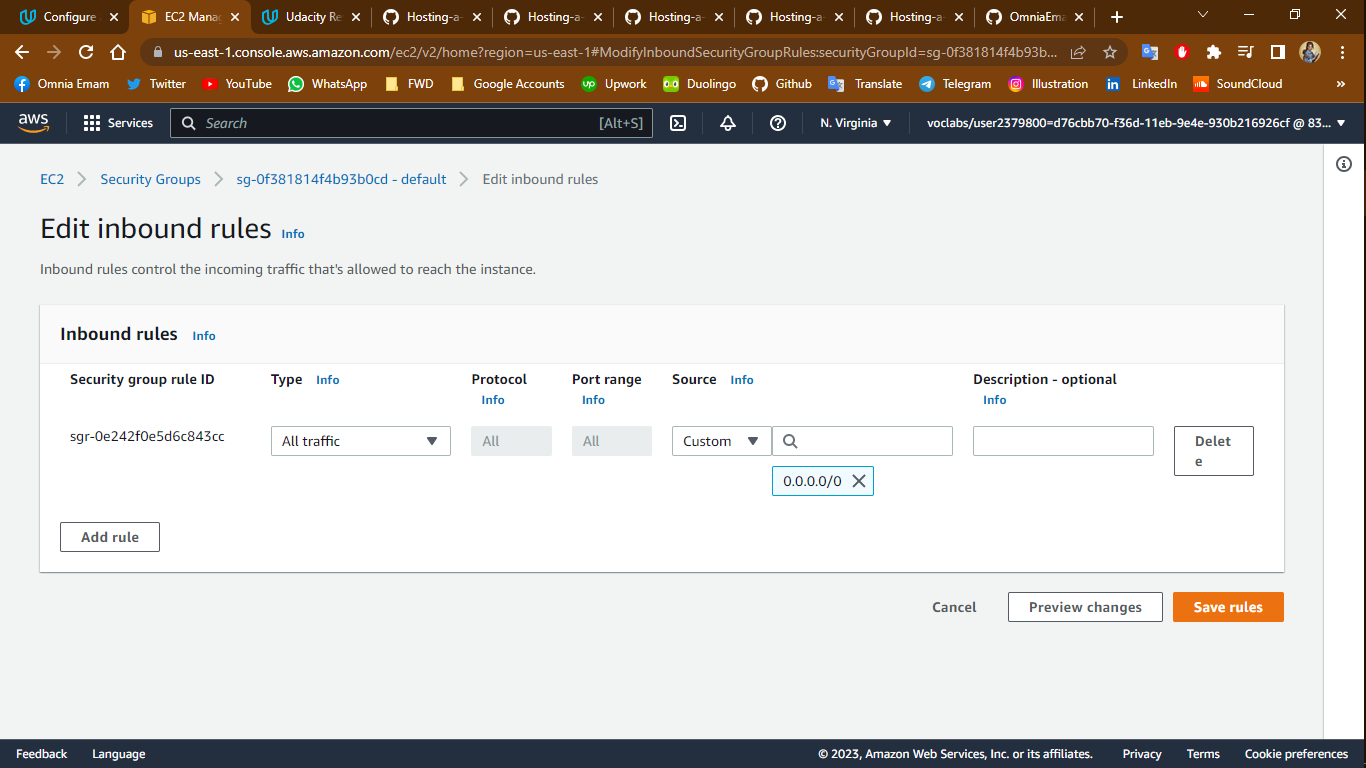 Configure
EC2 Mana
Udacity Re
Hosting-a-
Hosting-a-
Hosting-a-
Hosting-a-
Hosting-a-
OmniaEma
us-east-1.console.aws.amazon.com/ec2/v2/home?region=us-east-1#ModifyInboundSecurityGroupRules:securityGroupId=sg-0f381814f4b93b...
Omnia Emam
Twitter
YouTube
WhatsApp
FWD
Google Accounts
Upwork
Duolingo
Github
Translate
Telegram
Illustration
LinkedIn
SoundCloud
aws
Services
Search
[Alt+S]
N. Virginia
voclabs/user2379800=d76cbb70-f36d-11eb-9e4e-930b216926cf @ 83...
EC2
Security Groups
sg-0f381814f4b93b0cd - default
Edit inbound rules
Edit inbound rules Info
Inbound rules control the incoming traffic that's allowed to reach the instance.
Inbound rules Info
Security group rule ID
Type Info
Protocol
Info
Port range
Info
Source Info
Description - optional
Info
sgr-0e242f0e5d6c843cc
All traffic
All
All
Custom
0.0.0.0/0
Delet
e
Add rule
Cancel
Preview changes
Save rules
Feedback
Language
© 2023, Amazon Web Services, Inc. or its affiliates.
Privacy
Terms
Cookie preferences